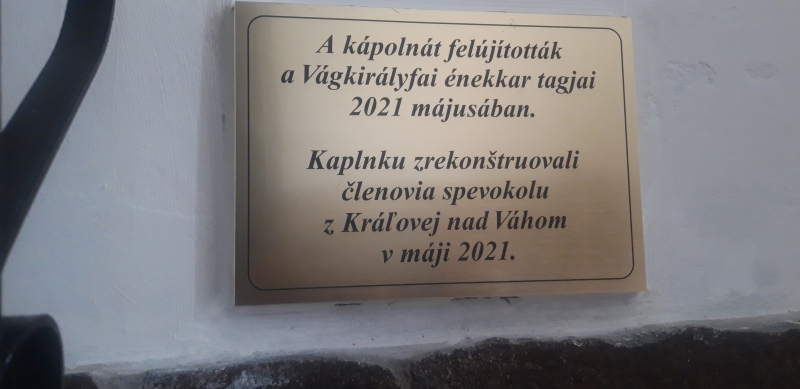 A kápolnát felújították
a Vágkirályfai énekkar tagjai
2021 májusában.
Kaplnku zrekonštruovali
členovia spevokolu
z Kráľovej nad Váhom
v máji 2021.